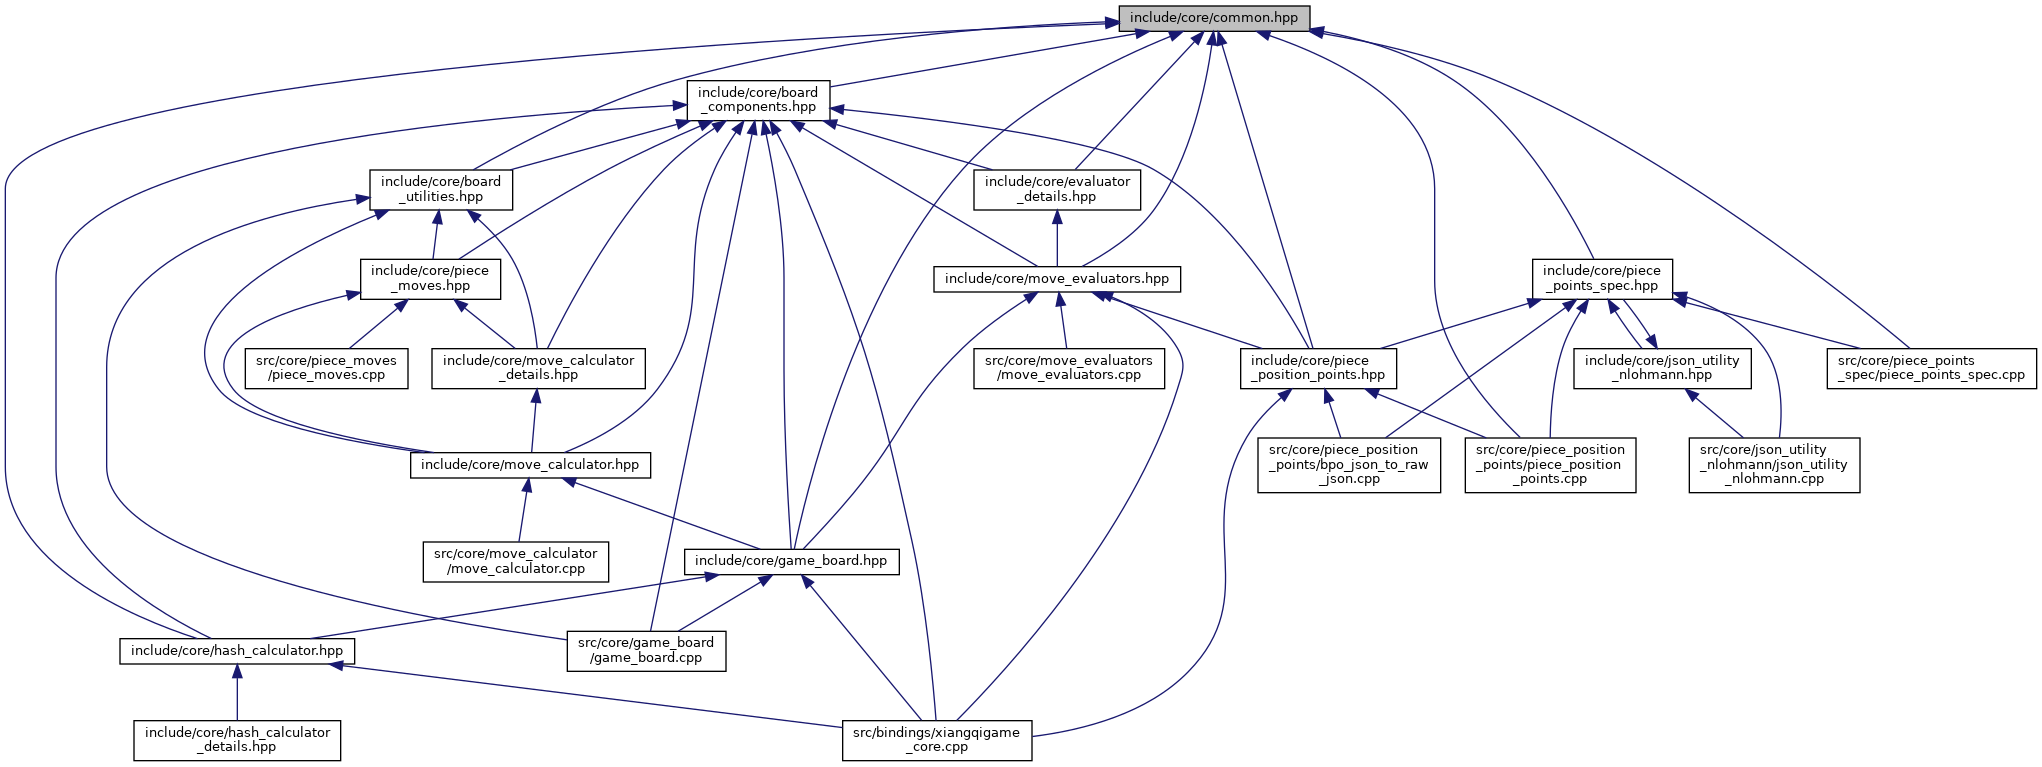 include/core/common.hpp
include/core/board
_components.hpp
include/core/board
_utilities.hpp
include/core/evaluator
_details.hpp
include/core/piece
_moves.hpp
include/core/move_evaluators.hpp
include/core/piece
_points_spec.hpp
src/core/piece_moves
/piece_moves.cpp
include/core/move_calculator
_details.hpp
src/core/move_evaluators
/move_evaluators.cpp
include/core/piece
_position_points.hpp
include/core/json_utility
_nlohmann.hpp
src/core/piece_points
_spec/piece_points_spec.cpp
include/core/move_calculator.hpp
src/core/piece_position
_points/bpo_json_to_raw
_json.cpp
src/core/piece_position
_points/piece_position
_points.cpp
src/core/json_utility
_nlohmann/json_utility
_nlohmann.cpp
src/core/move_calculator
/move_calculator.cpp
include/core/game_board.hpp
include/core/hash_calculator.hpp
src/core/game_board
/game_board.cpp
include/core/hash_calculator
_details.hpp
src/bindings/xiangqigame
_core.cpp